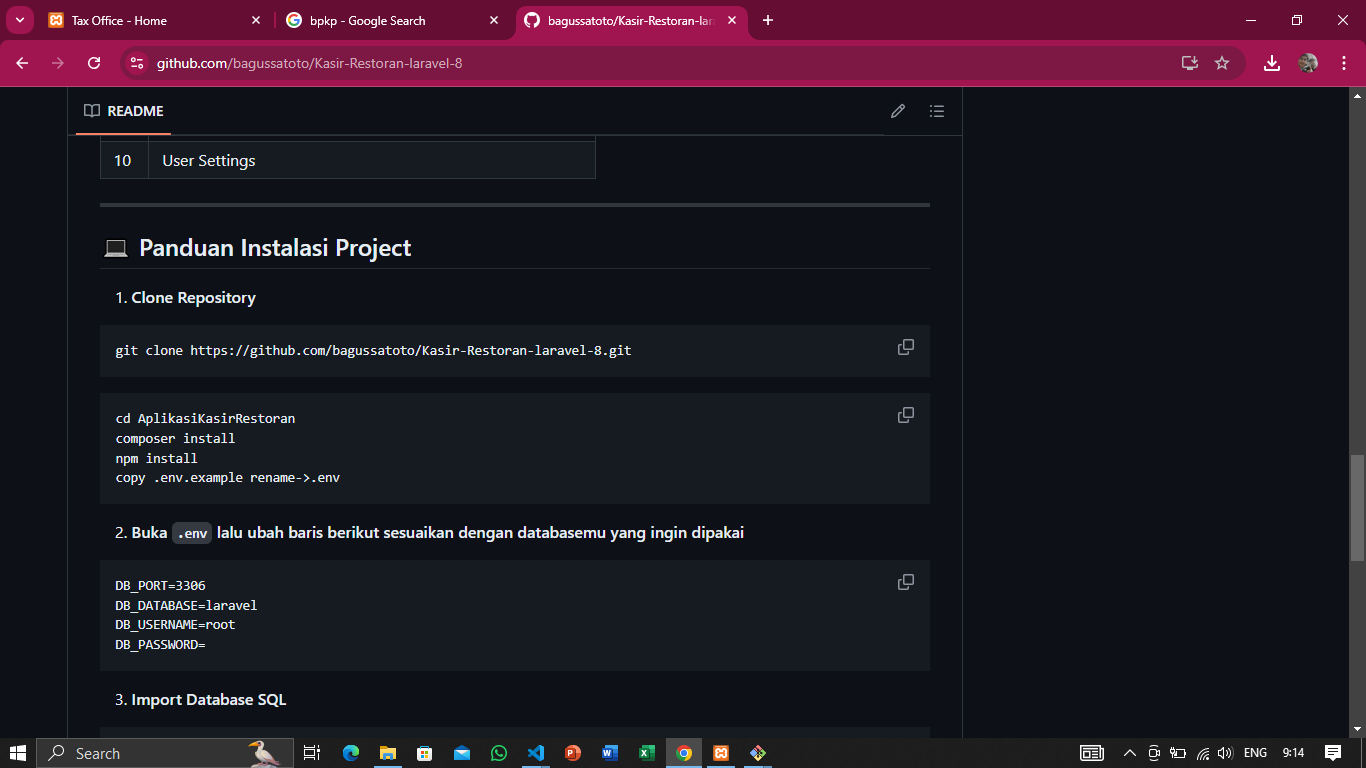 Tax Office - Home
bpkp - Google Search
bagussatoto/Kasir-Restoran-lar
github.com/bagussatoto/Kasir-Restoran-laravel-8
README
10 User Settings
Panduan Instalasi Project
1. Clone Repository
git clone https://github.com/bagussatoto/Kasir-Restoran-laravel-8.git
cd AplikasiKasirRestoran
composer install
npm install
copy .env.example rename->.env
2. Buka .env lalu ubah baris berikut sesuaikan dengan databasemu yang ingin dipakai
DB_PORT=3306
DB_DATABASE=laravel
DB_USERNAME=root
DB_PASSWORD=
3. Import Database SQL
Search
ENG
9:14